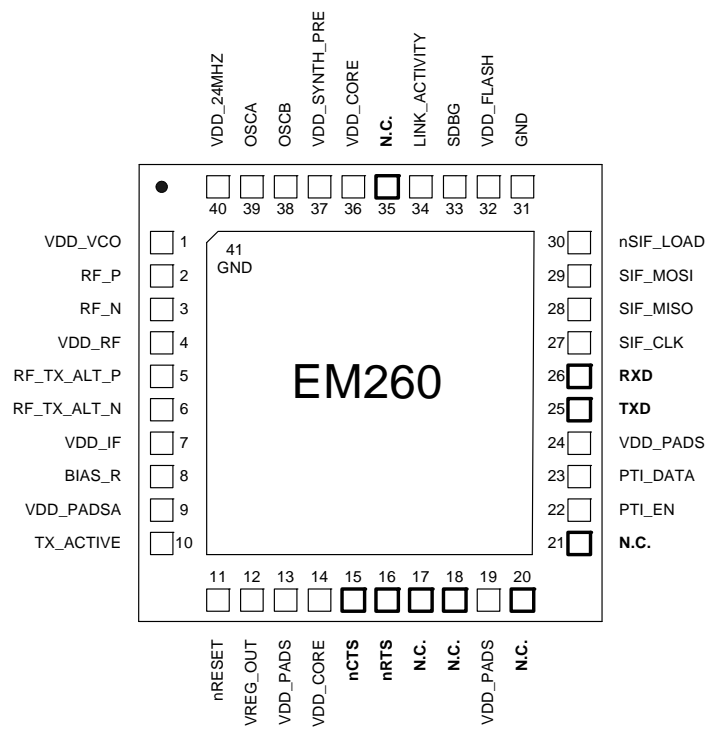 VDD_24MHZ
OSCA
OSCB
VDD_SYNTH_PRE
VDD_CORE
N.C.
LINK_ACTIVITY
SDBG
VDD_FLASH
GND
40 39 38 37 36 35 34 33 32 31
VDD_VCO 1
RF_P 2
RF_N 3
VDD_RF 4
RF_TX_ALT_P 5
RF_TX_ALT_N 6
VDD_IF 7
BIAS_R 8
VDD_PADSA 9
TX_ACTIVE 10
41
GND
EM260
30 nSIF_LOAD
29 SIF_MOSI
28 SIF_MISO
27 SIF_CLK
26 RXD
25 TXD
24 VDD_PADS
23 PTI_DATA
22 PTI_EN
21 N.C.
11 12 13 14 15 16 17 18 19 20
nRESET
VREG_OUT
VDD_PADS
VDD_CORE
nCTS
nRTS
N.C.
N.C.
VDD_PADS
N.C.